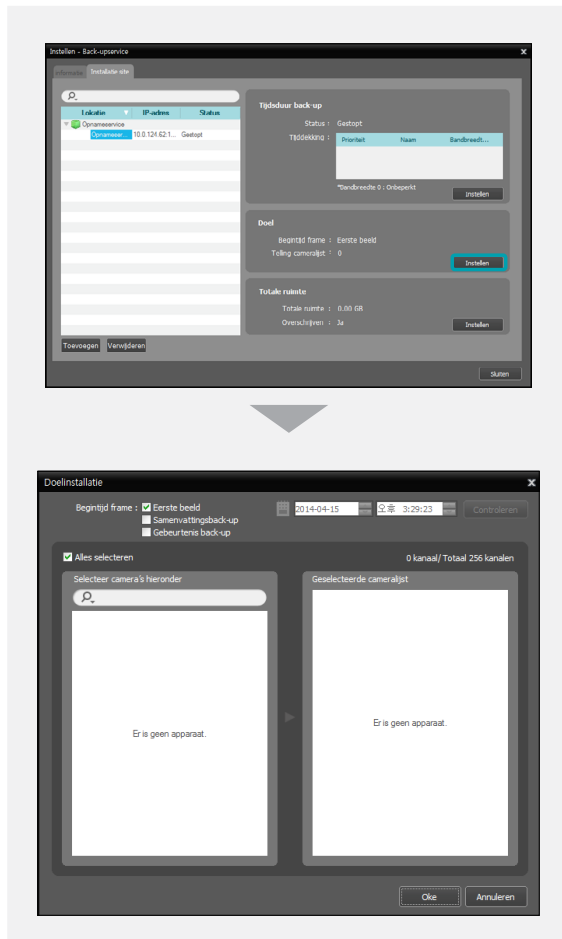 Instellen - Back-upservice
x
Informatie
Installatie site
Lokatie
IP-adres
Status
Opnameservice
Opnameser...
10.0.124.62:1...
Gestopt
Toevoegen
Verwijderen
Tijdsduur back-up
Status :
Gestopt
Tijddekking :
Prioriteit
Naam
Bandbreedt...
*Bandbreedte 0 : Onbeperkt
Instellen
Doel
Begintijd frame :
Eerste beeld
Telling cameralijst :
0
Instellen
Totale ruimte
Totale ruimte :
0.00 GB
Overschrijven :
Ja
Instellen
Sluiten
Doelinstallatie
x
Begintijd frame :
Eerste beeld
2014-04-15
오후 3:29:23
Controleren
Samenvattingsback-up
Gebeurtenis back-up
Alles selecteren
0 kanaal/ Totaal 256 kanalen
Selecteer camera's hieronder
Geselecteerde cameralijst
Er is geen apparaat.
Er is geen apparaat.
Oke
Annuleren